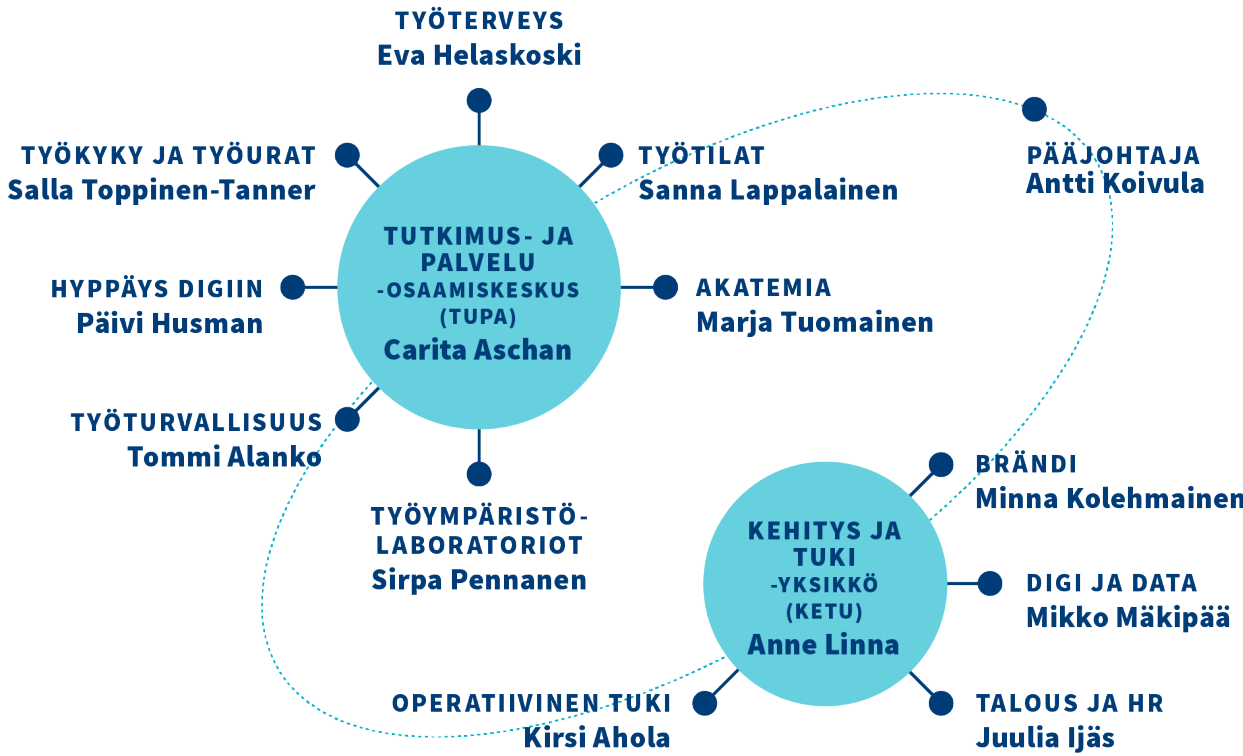 TYÖTERVEYS
Eva Helaskoski
TYÖKYKY JA TYÖURAT
Salla Toppinen-Tanner
TYÖTILAT
Sanna Lappalainen
PÄÄJOHTAJA
Antti Koivula
TUTKIMUS- JA
PALVELU
-OSAAMISKESKUS
(TUPA)
Carita Aschan
HYPPÄYS DIGIIN
Päivi Husman
AKATEMIA
Marja Tuomainen
TYÖTURVALLISUUS
Tommi Alanko
TYÖYMPÄRISTÖ-
LABORATORIOT
Sirpa Pennanen
BRÄNDI
Minna Kolehmainen
KEHITYS JA
TUKI
-YKSIKKÖ
(KETU)
Anne Linna
DIGI JA DATA
Mikko Mäkipää
OPERATIIVINEN TUKI
Kirsi Ahola
TALOUS JA HR
Juulia Ijäs